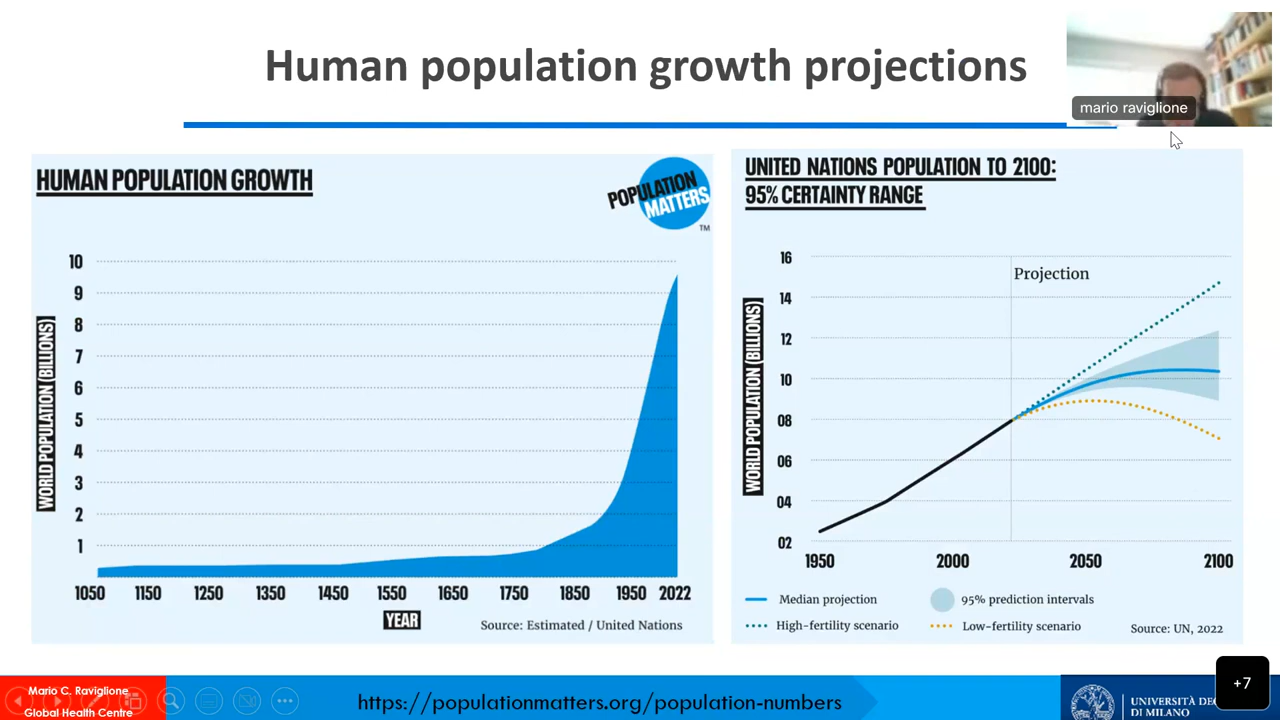 Human population growth projections
mario raviglione
HUMAN POPULATION GROWTH
POPULATION
MATTERS
TM
WORLD POPULATION (BILLIONS)
10
9
8
7
6
5
4
3
2
1
1050 1150 1250 1350 1450 1550 1650 1750 1850 1950 2022
YEAR
Source: Estimated / United Nations
UNITED NATIONS POPULATION TO 2100:
95% CERTAINTY RANGE
WORLD POPULATION (BILLIONS)
Projection
16
14
12
10
08
06
04
02
1950 2000 2050 2100
Median projection
95% prediction intervals
High-fertility scenario
Low-fertility scenario
Source: UN, 2022
Mario C. Raviglione
Global Health Centre
https://populationmatters.org/population-numbers
UNIVERSITÀ DE
DI MILANO
+7